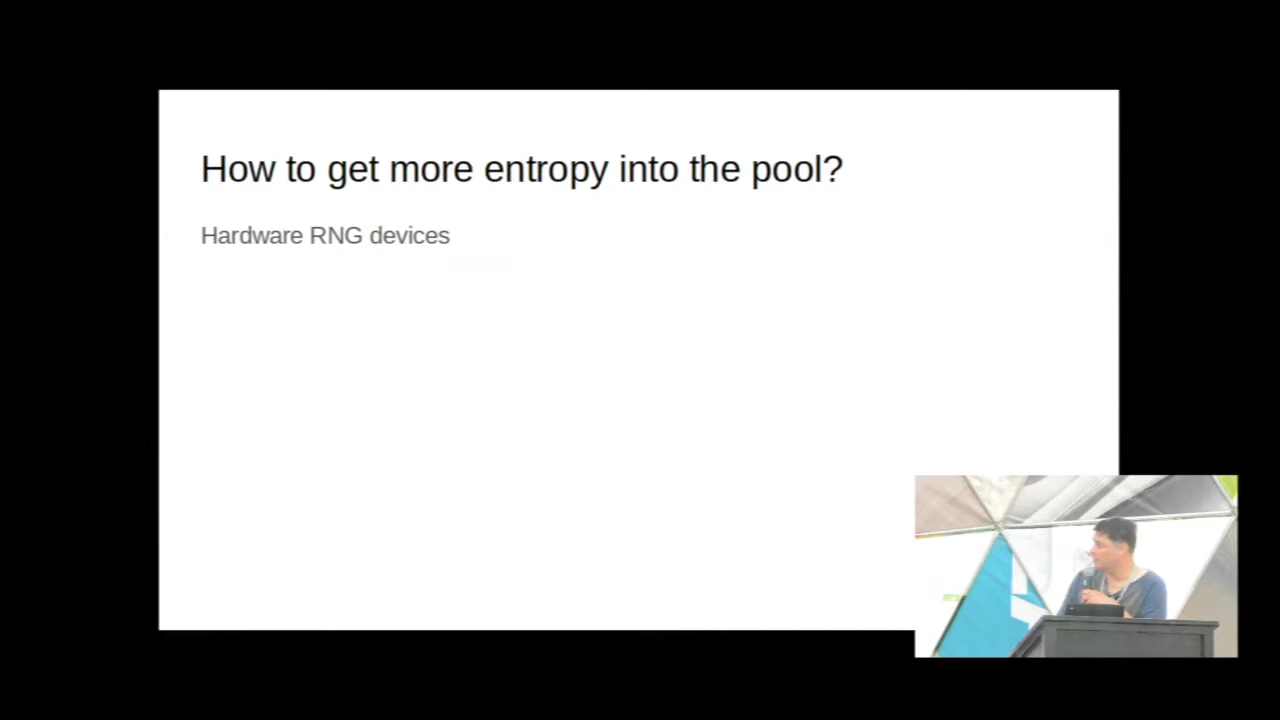 How to get more entropy into the pool?
Hardware RNG devices